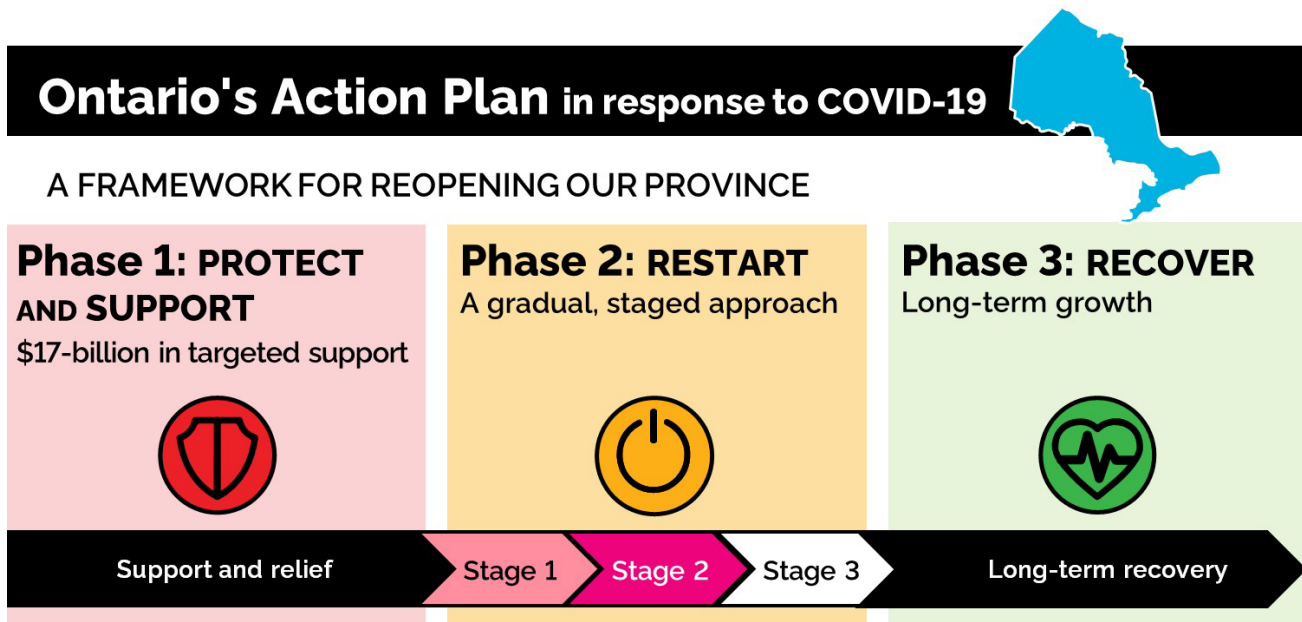 Ontario's Action Plan in response to COVID-19
A FRAMEWORK FOR REOPENING OUR PROVINCE
Phase 1: PROTECT
AND SUPPORT
$17-billion in targeted support
Phase 2: RESTART
A gradual, staged approach
Phase 3: RECOVER
Long-term growth
Support and relief
Stage 1
Stage 2
Stage 3
Long-term recovery